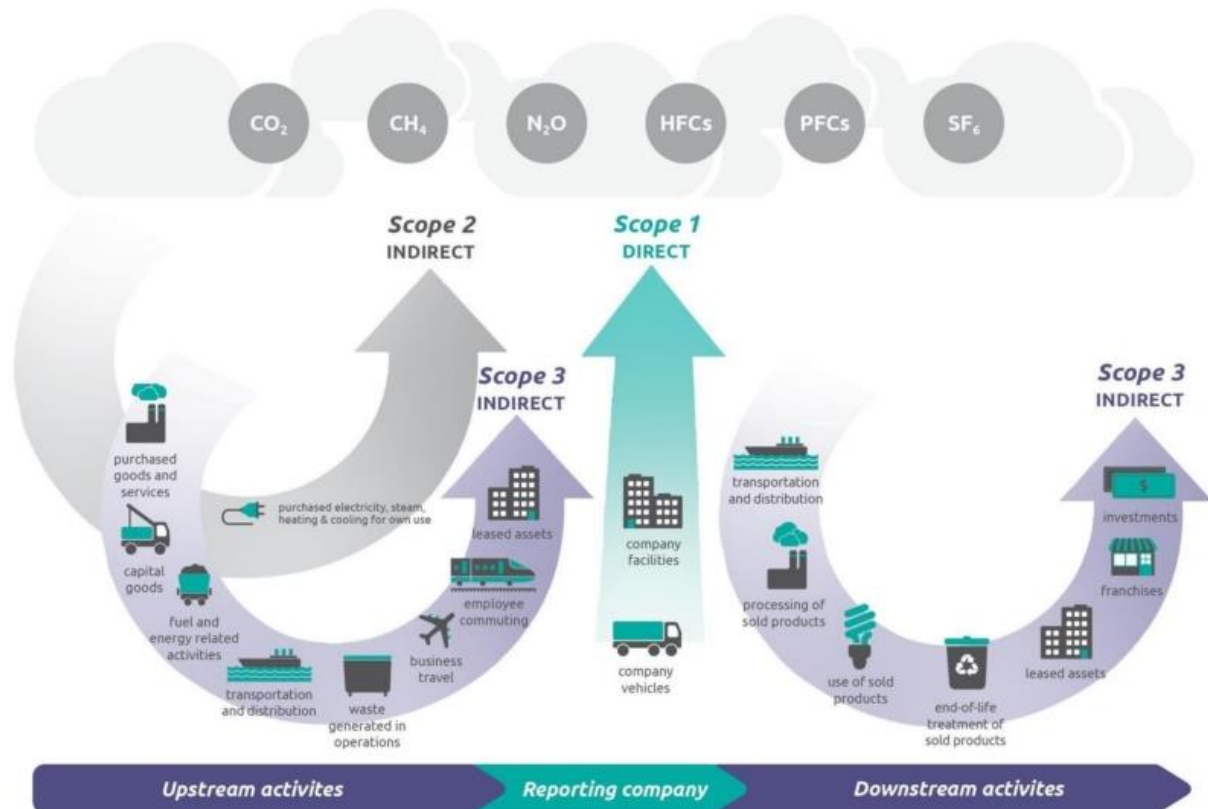 CO₂
CH₄
N₂O
HFCs
PFCs
SF₆
Scope 2
INDIRECT
Scope 1
DIRECT
Scope 3
INDIRECT
Scope 3
INDIRECT
purchased
goods and
services
capital
goods
fuel and
energy related
activities
transportation
and distribution
waste
generated in
operations
business
travel
employee
commuting
leased assets
purchased electricity, steam,
heating & cooling for own use
company
facilities
company
vehicles
transportation
and distribution
processing of
sold products
use of sold
products
end-of-life
treatment of
sold products
leased assets
franchises
$
investments
Upstream activites
Reporting company
Downstream activites